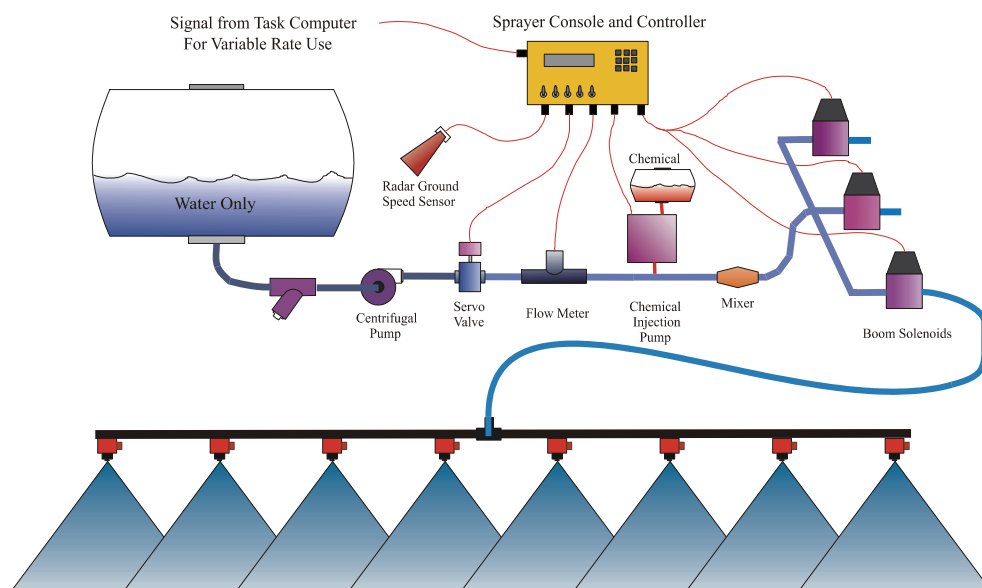 Signal from Task Computer
For Variable Rate Use
Sprayer Console and Controller
Water Only
Radar Ground
Speed Sensor
Chemical
Centrifugal
Pump
Servo
Valve
Flow Meter
Chemical
Injection
Pump
Mixer
Boom Solenoids